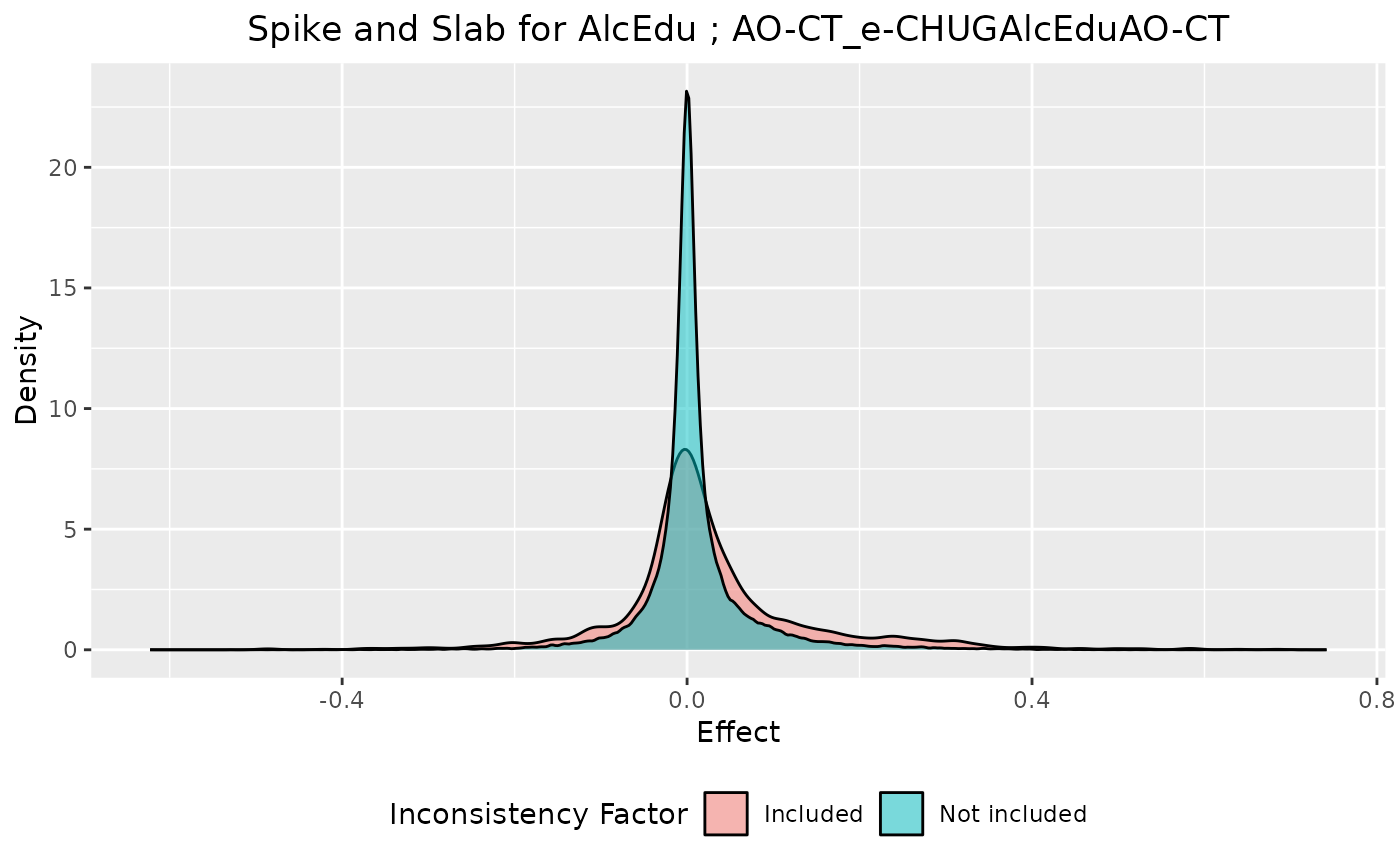 Spike and Slab for AlcEdu ; AO-CT_e-CHUGAlcEduAO-CT
Density
20
15
10
5
0
-0.4 0.0 0.4 0.8
Effect
Inconsistency Factor Included Not included